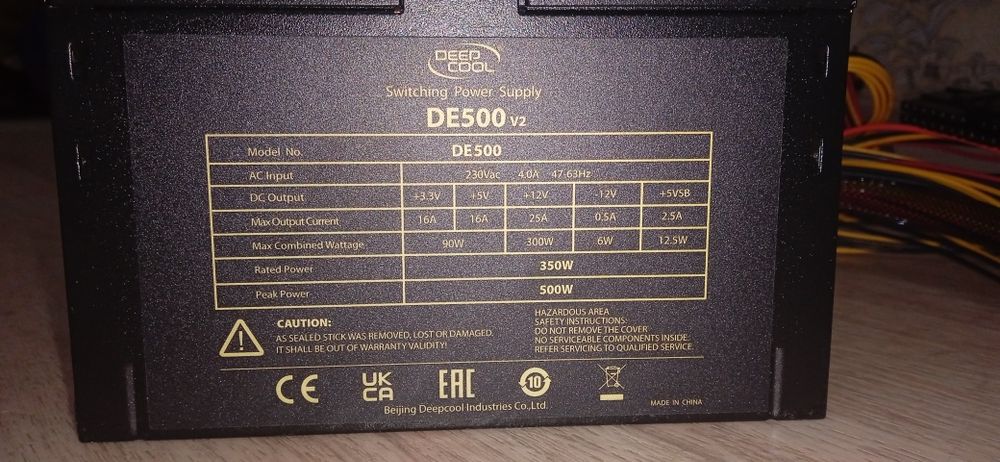 DEEP
COOL
Switching Power Supply
DE500 V2
Model No. DE500
AC Input 230Vac 4.0A 47-63Hz
DC Output +3.3V +5V +12V -12V +5VSB
Max Output Current 16A 16A 25A 0.5A 2.5A
Max Combined Wattage 90W 300W 6W 12.5W
Rated Power 350W
Peak Power 500W
CAUTION:
AS SEALED STICK WAS REMOVED, LOST OR DAMAGED.
IT SHALL BE OUT OF WARRANTY VALIDITY!
HAZARDOUS AREA
SAFETY INSTRUCTIONS:
DO NOT REMOVE THE COVER
NO SERVICEABLE COMPONENTS INSIDE;
REFER SERVICING TO QUALIFIED SERVICE.
CE
UK
CA
EAC
10
Beijing Deepcool Industries Co.,Ltd.
MADE IN CHINA